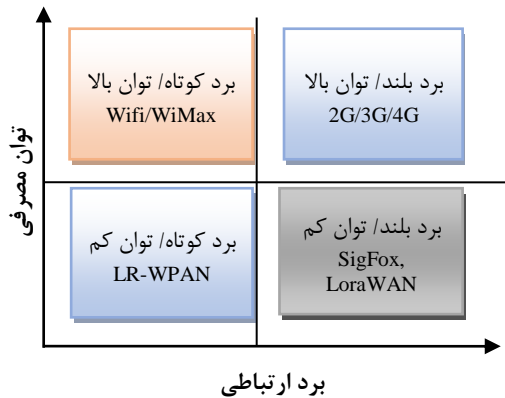 برد کوتاه/ توان بالا
Wifi/WiMax
برد بلند/ توان بالا
2G/3G/4G
توان مصرفی
برد کوتاه/ توان کم
LR-WPAN
برد بلند/ توان کم
SigFox,
LoraWAN
برد ارتباطی